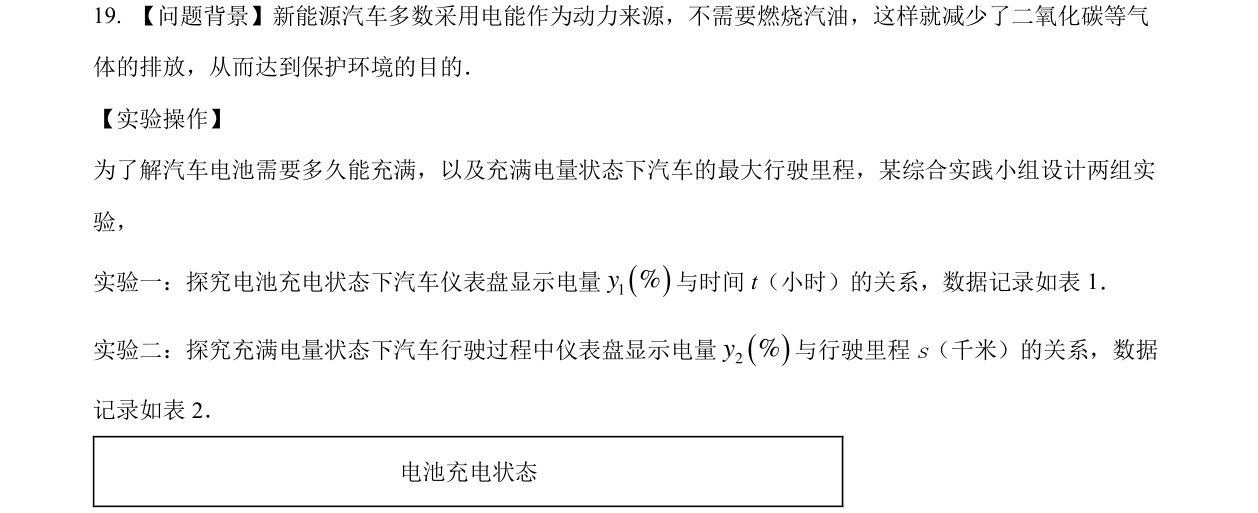 19. 【问题背景】新能源汽车多数采用电能作为动力来源，不需要燃烧汽油，这样就减少了二氧化碳等气
体的排放，从而达到保护环境的目的.
【实验操作】
为了解汽车电池需要多久能充满，以及充满电量状态下汽车的最大行驶里程，某综合实践小组设计两组实
验，
实验一：探究电池充电状态下汽车仪表盘显示电量 y₁(%)与时间 t（小时）的关系，数据记录如表 1.
实验二：探究充满电量状态下汽车行驶过程中仪表盘显示电量 y₂(%)与行驶里程 s（千米）的关系，数据
记录如表 2.
电池充电状态